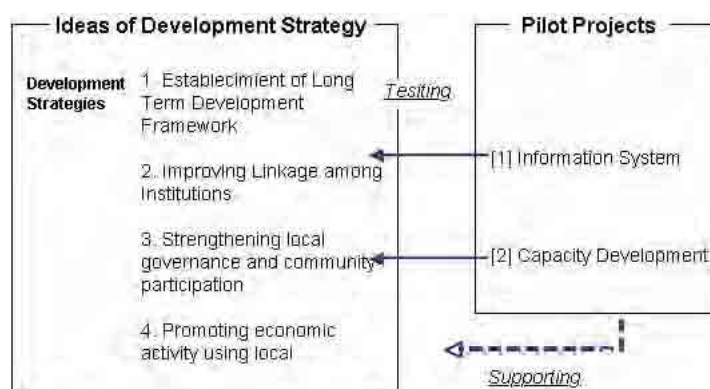 Ideas of Development Strategy
Development
Strategies
1. Estableciment of Long
Term Development
Framework
2. Improving Linkage among
Institutions
3. Strengthening local
governance and community
participation
4. Promoting economic
activity using local
Tesiting
Pilot Projects
[1] Information System
[2] Capacity Development
Supporting